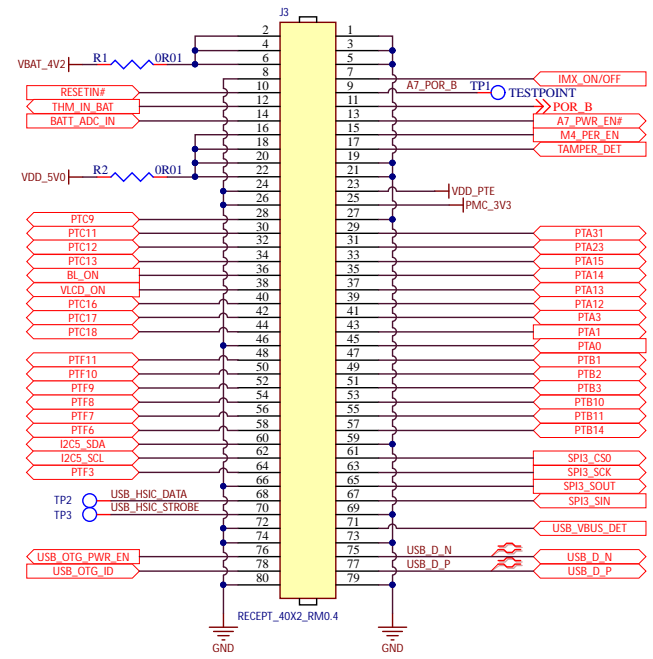 J3
2 1
4 3
VBAT_4V2 R1 0R01 6 5
8 7 IMX_ON/OFF
RESETIN# 10 9 A7_POR_B TP1 TESTPOINT
THM_IN_BAT 12 11 POR_B
BATT_ADC_IN 14 13 A7_PWR_EN#
16 15 M4_PER_EN
18 17 TAMPER_DET
20 19
VDD_5V0 R2 0R01 22 21
24 23 VDD_PTE
26 25 PMC_3V3
PTC9 28 27
PTC11 30 29 PTA31
PTC12 32 31 PTA23
PTC13 34 33 PTA15
BL_ON 36 35 PTA14
VLCD_ON 38 37 PTA13
PTC16 40 39 PTA12
PTC17 42 41 PTA3
PTC18 44 43 PTA1
46 45 PTA0
PTF11 48 47 PTB1
PTF10 50 49 PTB2
PTF9 52 51 PTB3
PTF8 54 53 PTB10
PTF7 56 55 PTB11
PTF6 58 57 PTB14
I2C5_SDA 60 59
I2C5_SCL 62 61 SPI3_CS0
PTF3 64 63 SPI3_SCK
66 65 SPI3_SOUT
TP2 USB_HSIC_DATA 68 67 SPI3_SIN
TP3 USB_HSIC_STROBE 70 69
72 71 USB_VBUS_DET
74 73
USB_OTG_PWR_EN 76 75 USB_D_N USB_D_N
USB_OTG_ID 78 77 USB_D_P USB_D_P
80 79
RECEPT_40X2_RM0.4
GND GND